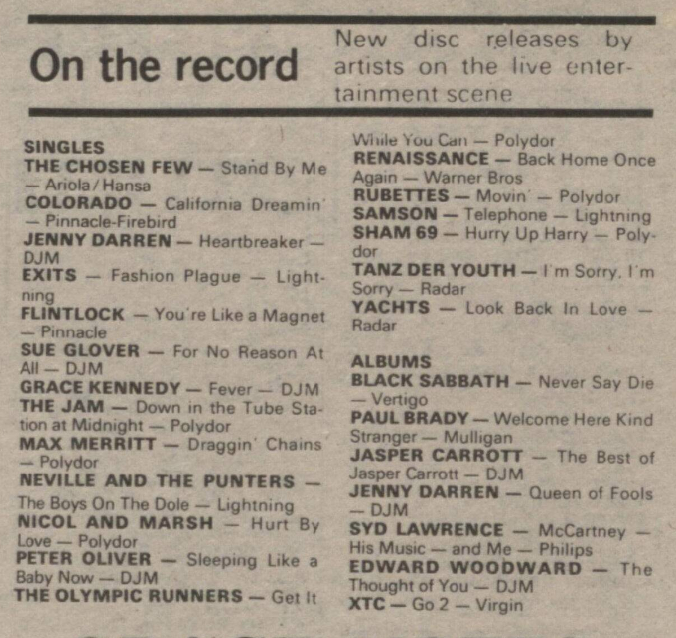 On the record
New disc releases by
artists on the live enter-
tainment scene
SINGLES
THE CHOSEN FEW — Stand By Me
— Ariola/Hansa
COLORADO — California Dreamin'
— Pinnacle-Firebird
JENNY DARREN — Heartbreaker —
DJM
EXITS — Fashion Plague — Light-
ning
FLINTLOCK — You're Like a Magnet
— Pinnacle
SUE GLOVER — For No Reason At
All — DJM
GRACE KENNEDY — Fever — DJM
THE JAM — Down in the Tube Sta-
tion at Midnight — Polydor
MAX MERRITT — Draggin' Chains
— Polydor
NEVILLE AND THE PUNTERS —
The Boys On The Dole — Lightning
NICOL AND MARSH — Hurt By
Love — Polydor
PETER OLIVER — Sleeping Like a
Baby Now — DJM
THE OLYMPIC RUNNERS — Get It
While You Can — Polydor
RENAISSANCE — Back Home Once
Again — Warner Bros
RUBETTES — Movin' — Polydor
SAMSON — Telephone — Lightning
SHAM 69 — Hurry Up Harry — Poly-
dor
TANZ DER YOUTH — I'm Sorry, I'm
Sorry — Radar
YACHTS — Look Back In Love —
Radar
ALBUMS
BLACK SABBATH — Never Say Die
— Vertigo
PAUL BRADY — Welcome Here Kind
Stranger — Mulligan
JASPER CARROTT — The Best of
Jasper Carrott — DJM
JENNY DARREN — Queen of Fools
— DJM
SYD LAWRENCE — McCartney —
His Music — and Me — Philips
EDWARD WOODWARD — The
Thought of You — DJM
XTC — Go 2 — Virgin